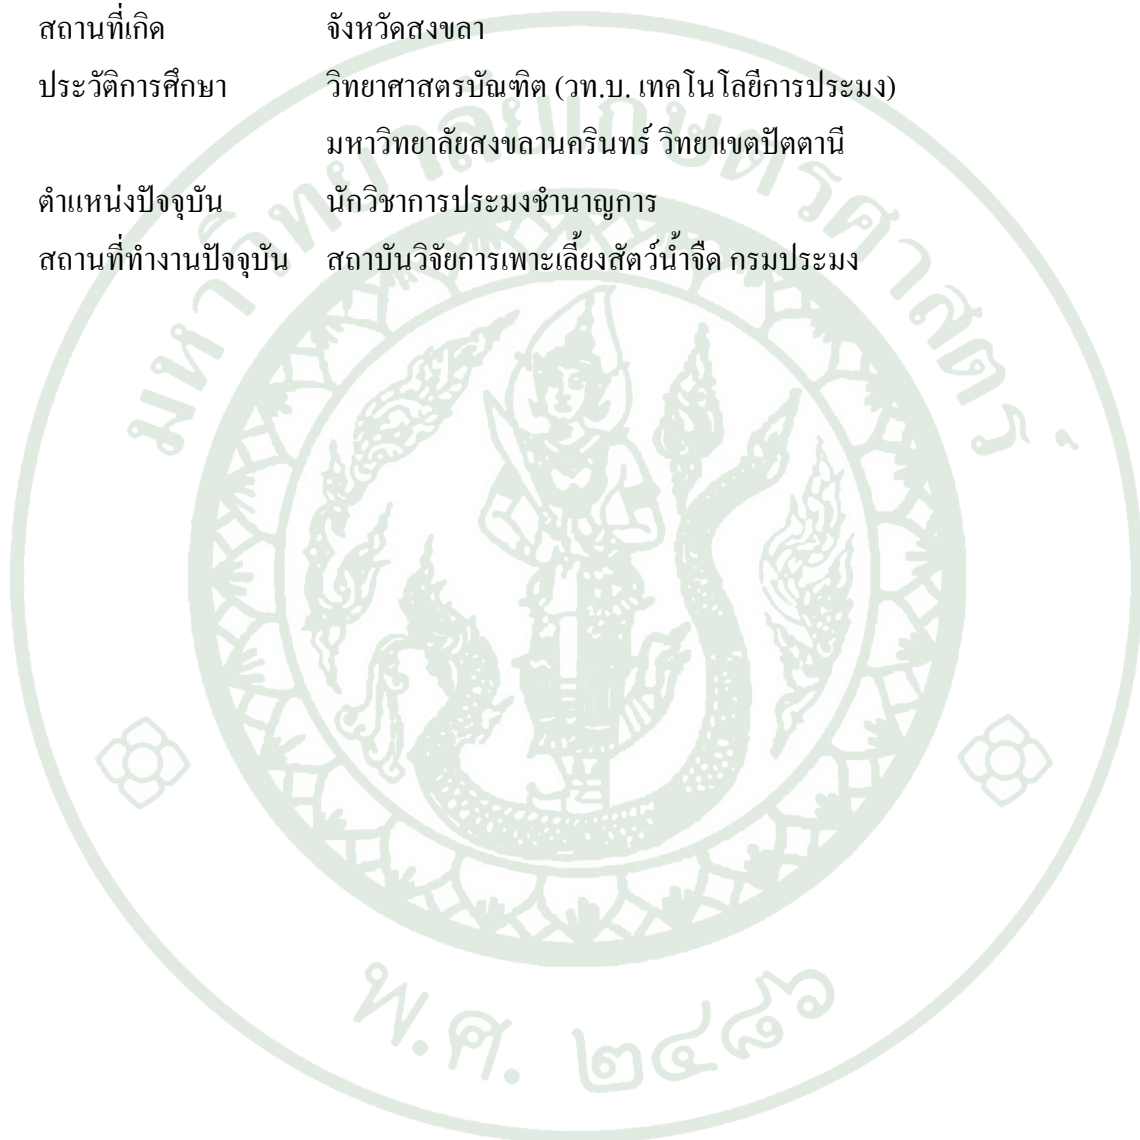 สถานที่เกิด จังหวัดสงขลา
ประวัติการศึกษา วิทยาศาสตรบัณฑิต (วท.บ. เทคโนโลยีการประมง)
มหาวิทยาลัยสงขลานครินทร์ วิทยาเขตปัตตานี
ตำแหน่งปัจจุบัน นักวิชาการประมงชำนาญการ
สถานที่ทำงานปัจจุบัน สถาบันวิจัยการเพาะเลี้ยงสัตว์น้ำจืด กรมประมง
มหาวิทยาลัยเกษตรศาสตร์
พ.ศ. ๒๔๘๖